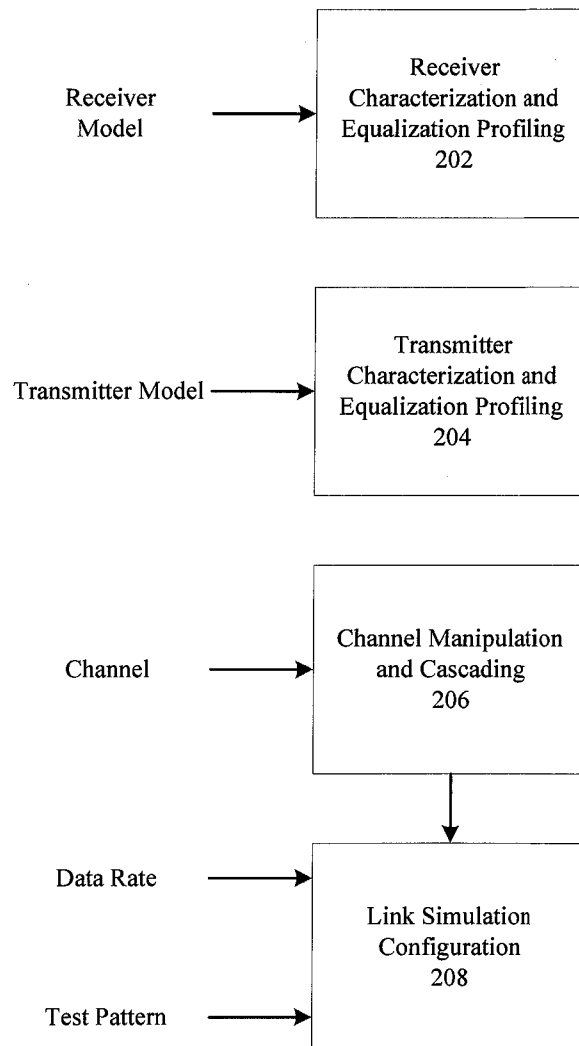 Receiver
Model
Receiver
Characterization and
Equalization Profiling
202
Transmitter Model
Transmitter
Characterization and
Equalization Profiling
204
Channel
Channel Manipulation
and Cascading
206
Data Rate
Link Simulation
Configuration
208
Test Pattern